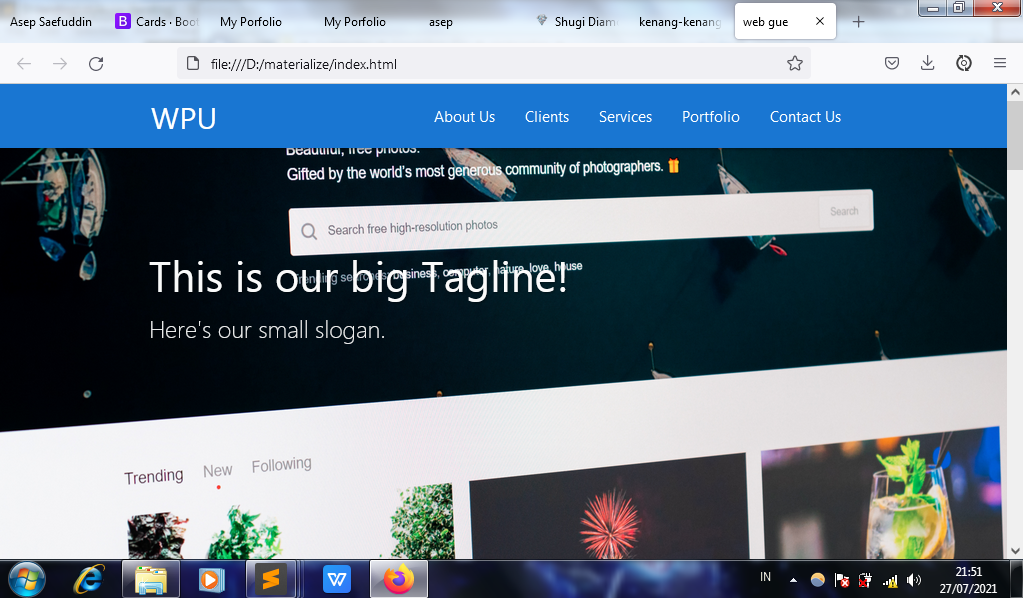 Asep Saefuddin
Cards · Boot
My Porfolio
My Porfolio
asep
Shugi Diam
kenang-kenang
web gue
file:///D:/materialize/index.html
WPU
About Us
Clients
Services
Portfolio
Contact Us
Beautiful, free photos.
Gifted by the world's most generous community of photographers.
Search free high-resolution photos
Search
Trending searches: business, computer, nature, love, house
This is our big Tagline!
Here's our small slogan.
Trending
New
Following
IN
21:51
27/07/2021